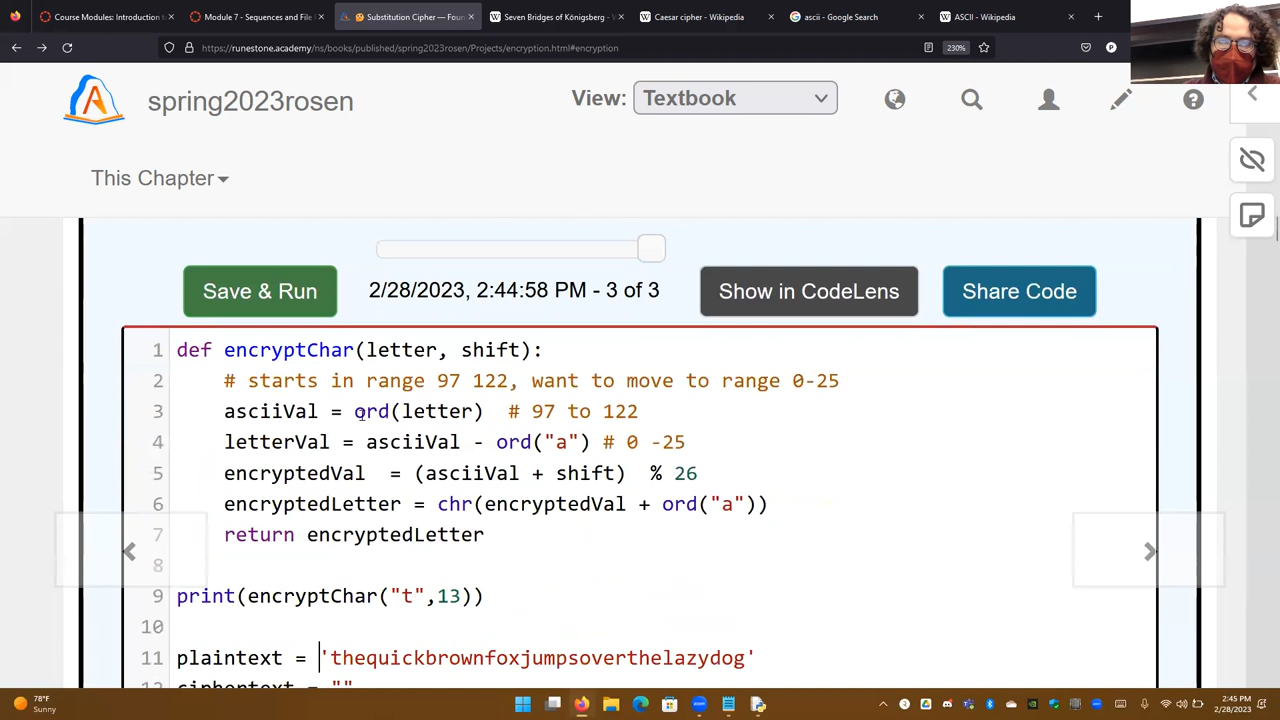 Course Modules: Introduction to
Module 7 - Sequences and File P
Substitution Cipher — Foun
Seven Bridges of Königsberg - W
Caesar cipher - Wikipedia
ascii - Google Search
ASCII - Wikipedia
https://runestone.academy/ns/books/published/spring2023rosen/Projects/encryption.html#encryption
230%
spring2023rosen
View:
Textbook
This Chapter
Save & Run
2/28/2023, 2:44:58 PM - 3 of 3
Show in CodeLens
Share Code
1 def encryptChar(letter, shift):
2 # starts in range 97 122, want to move to range 0-25
3 asciiVal = ord(letter) # 97 to 122
4 letterVal = asciiVal - ord("a") # 0 -25
5 encryptedVal = (asciiVal + shift) % 26
6 encryptedLetter = chr(encryptedVal + ord("a"))
7 return encryptedLetter
8
9 print(encryptChar("t",13))
10
11 plaintext = 'thequickbrownfoxjumpsoverthelazydog'
12 ciphertext = ""
78°F
Sunny
2:45 PM
2/28/2023